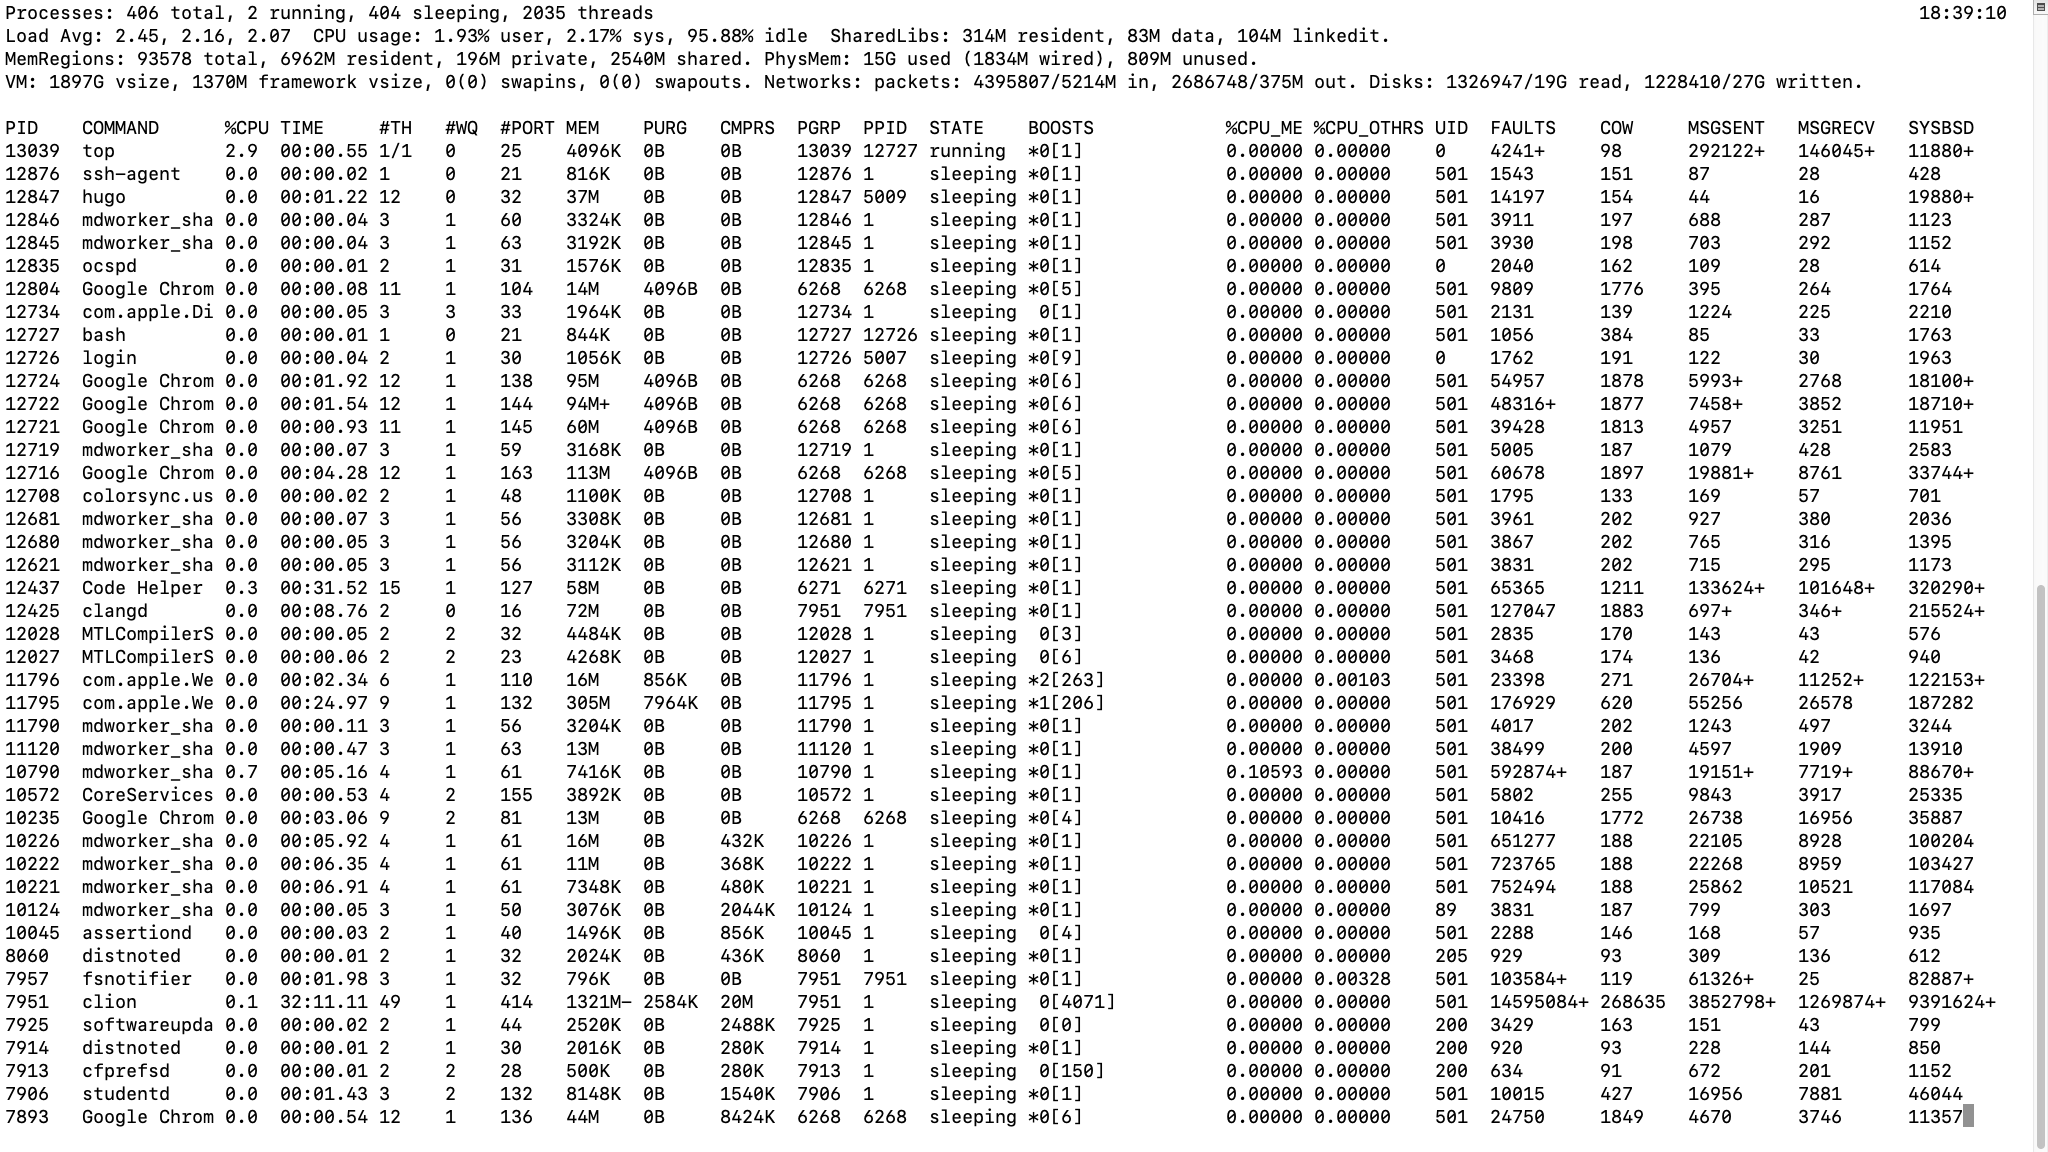 Processes: 406 total, 2 running, 404 sleeping, 2035 threads 18:39:10
Load Avg: 2.45, 2.16, 2.07  CPU usage: 1.93% user, 2.17% sys, 95.88% idle  SharedLibs: 314M resident, 83M data, 104M linkedit.
MemRegions: 93578 total, 6962M resident, 196M private, 2540M shared. PhysMem: 15G used (1834M wired), 809M unused.
VM: 1897G vsize, 1370M framework vsize, 0(0) swapins, 0(0) swapouts. Networks: packets: 4395807/5214M in, 2686748/375M out. Disks: 1326947/19G read, 1228410/27G written.
PID COMMAND %CPU TIME #TH #WQ #PORT MEM PURG CMPRS PGRP PPID STATE BOOSTS %CPU_ME %CPU_OTHRS UID FAULTS COW MSGSENT MSGRECV SYSBSD
13039 top 2.9 00:00.55 1/1 0 25 4096K 0B 0B 13039 12727 running *0[1] 0.00000 0.00000 0 4241+ 98 292122+ 146045+ 11880+
12876 ssh-agent 0.0 00:00.02 1 0 21 816K 0B 0B 12876 1 sleeping *0[1] 0.00000 0.00000 501 1543 151 87 28 428
12847 hugo 0.0 00:01.22 12 0 32 37M 0B 0B 12847 5009 sleeping *0[1] 0.00000 0.00000 501 14197 154 44 16 19880+
12846 mdworker_sha 0.0 00:00.04 3 1 60 3324K 0B 0B 12846 1 sleeping *0[1] 0.00000 0.00000 501 3911 197 688 287 1123
12845 mdworker_sha 0.0 00:00.04 3 1 63 3192K 0B 0B 12845 1 sleeping *0[1] 0.00000 0.00000 501 3930 198 703 292 1152
12835 ocspd 0.0 00:00.01 2 1 31 1576K 0B 0B 12835 1 sleeping *0[1] 0.00000 0.00000 0 2040 162 109 28 614
12804 Google Chrom 0.0 00:00.08 11 1 104 14M 4096B 0B 6268 6268 sleeping *0[5] 0.00000 0.00000 501 9809 1776 395 264 1764
12734 com.apple.Di 0.0 00:00.05 3 3 33 1964K 0B 0B 12734 1 sleeping 0[1] 0.00000 0.00000 501 2131 139 1224 225 2210
12727 bash 0.0 00:00.01 1 0 21 844K 0B 0B 12727 12726 sleeping *0[1] 0.00000 0.00000 501 1056 384 85 33 1763
12726 login 0.0 00:00.04 2 1 30 1056K 0B 0B 12726 5007 sleeping *0[9] 0.00000 0.00000 0 1762 191 122 30 1963
12724 Google Chrom 0.0 00:01.92 12 1 138 95M 4096B 0B 6268 6268 sleeping *0[6] 0.00000 0.00000 501 54957 1878 5993+ 2768 18100+
12722 Google Chrom 0.0 00:01.54 12 1 144 94M+ 4096B 0B 6268 6268 sleeping *0[6] 0.00000 0.00000 501 48316+ 1877 7458+ 3852 18710+
12721 Google Chrom 0.0 00:00.93 11 1 145 60M 4096B 0B 6268 6268 sleeping *0[6] 0.00000 0.00000 501 39428 1813 4957 3251 11951
12719 mdworker_sha 0.0 00:00.07 3 1 59 3168K 0B 0B 12719 1 sleeping *0[1] 0.00000 0.00000 501 5005 187 1079 428 2583
12716 Google Chrom 0.0 00:04.28 12 1 163 113M 4096B 0B 6268 6268 sleeping *0[5] 0.00000 0.00000 501 60678 1897 19881+ 8761 33744+
12708 colorsync.us 0.0 00:00.02 2 1 48 1100K 0B 0B 12708 1 sleeping *0[1] 0.00000 0.00000 501 1795 133 169 57 701
12681 mdworker_sha 0.0 00:00.07 3 1 56 3308K 0B 0B 12681 1 sleeping *0[1] 0.00000 0.00000 501 3961 202 927 380 2036
12680 mdworker_sha 0.0 00:00.05 3 1 56 3204K 0B 0B 12680 1 sleeping *0[1] 0.00000 0.00000 501 3867 202 765 316 1395
12621 mdworker_sha 0.0 00:00.05 3 1 56 3112K 0B 0B 12621 1 sleeping *0[1] 0.00000 0.00000 501 3831 202 715 295 1173
12437 Code Helper 0.3 00:31.52 15 1 127 58M 0B 0B 6271 6271 sleeping *0[1] 0.00000 0.00000 501 65365 1211 133624+ 101648+ 320290+
12425 clangd 0.0 00:08.76 2 0 16 72M 0B 0B 7951 7951 sleeping *0[1] 0.00000 0.00000 501 127047 1883 697+ 346+ 215524+
12028 MTLCompilerS 0.0 00:00.05 2 2 32 4484K 0B 0B 12028 1 sleeping 0[3] 0.00000 0.00000 501 2835 170 143 43 576
12027 MTLCompilerS 0.0 00:00.06 2 2 23 4268K 0B 0B 12027 1 sleeping 0[6] 0.00000 0.00000 501 3468 174 136 42 940
11796 com.apple.We 0.0 00:02.34 6 1 110 16M 856K 0B 11796 1 sleeping *2[263] 0.00000 0.00103 501 23398 271 26704+ 11252+ 122153+
11795 com.apple.We 0.0 00:24.97 9 1 132 305M 7964K 0B 11795 1 sleeping *1[206] 0.00000 0.00000 501 176929 620 55256 26578 187282
11790 mdworker_sha 0.0 00:00.11 3 1 56 3204K 0B 0B 11790 1 sleeping *0[1] 0.00000 0.00000 501 4017 202 1243 497 3244
11120 mdworker_sha 0.0 00:00.47 3 1 63 13M 0B 0B 11120 1 sleeping *0[1] 0.00000 0.00000 501 38499 200 4597 1909 13910
10790 mdworker_sha 0.7 00:05.16 4 1 61 7416K 0B 0B 10790 1 sleeping *0[1] 0.10593 0.00000 501 592874+ 187 19151+ 7719+ 88670+
10572 CoreServices 0.0 00:00.53 4 2 155 3892K 0B 0B 10572 1 sleeping *0[1] 0.00000 0.00000 501 5802 255 9843 3917 25335
10235 Google Chrom 0.0 00:03.06 9 2 81 13M 0B 0B 6268 6268 sleeping *0[4] 0.00000 0.00000 501 10416 1772 26738 16956 35887
10226 mdworker_sha 0.0 00:05.92 4 1 61 16M 0B 432K 10226 1 sleeping *0[1] 0.00000 0.00000 501 651277 188 22105 8928 100204
10222 mdworker_sha 0.0 00:06.35 4 1 61 11M 0B 368K 10222 1 sleeping *0[1] 0.00000 0.00000 501 723765 188 22268 8959 103427
10221 mdworker_sha 0.0 00:06.91 4 1 61 7348K 0B 480K 10221 1 sleeping *0[1] 0.00000 0.00000 501 752494 188 25862 10521 117084
10124 mdworker_sha 0.0 00:00.05 3 1 50 3076K 0B 2044K 10124 1 sleeping *0[1] 0.00000 0.00000 89 3831 187 799 303 1697
10045 assertiond 0.0 00:00.03 2 1 40 1496K 0B 856K 10045 1 sleeping 0[4] 0.00000 0.00000 501 2288 146 168 57 935
8060 distnoted 0.0 00:00.01 2 1 32 2024K 0B 436K 8060 1 sleeping *0[1] 0.00000 0.00000 205 929 93 309 136 612
7957 fsnotifier 0.0 00:01.98 3 1 32 796K 0B 0B 7951 7951 sleeping *0[1] 0.00000 0.00328 501 103584+ 119 61326+ 25 82887+
7951 clion 0.1 32:11.11 49 1 414 1321M- 2584K 20M 7951 1 sleeping 0[4071] 0.00000 0.00000 501 14595084+ 268635 3852798+ 1269874+ 9391624+
7925 softwareupda 0.0 00:00.02 2 1 44 2520K 0B 2488K 7925 1 sleeping 0[0] 0.00000 0.00000 200 3429 163 151 43 799
7914 distnoted 0.0 00:00.01 2 1 30 2016K 0B 280K 7914 1 sleeping *0[1] 0.00000 0.00000 200 920 93 228 144 850
7913 cfprefsd 0.0 00:00.01 2 2 28 500K 0B 280K 7913 1 sleeping 0[150] 0.00000 0.00000 200 634 91 672 201 1152
7906 studentd 0.0 00:01.43 3 2 132 8148K 0B 1540K 7906 1 sleeping *0[1] 0.00000 0.00000 501 10015 427 16956 7881 46044
7893 Google Chrom 0.0 00:00.54 12 1 136 44M 0B 8424K 6268 6268 sleeping *0[6] 0.00000 0.00000 501 24750 1849 4670 3746 11357